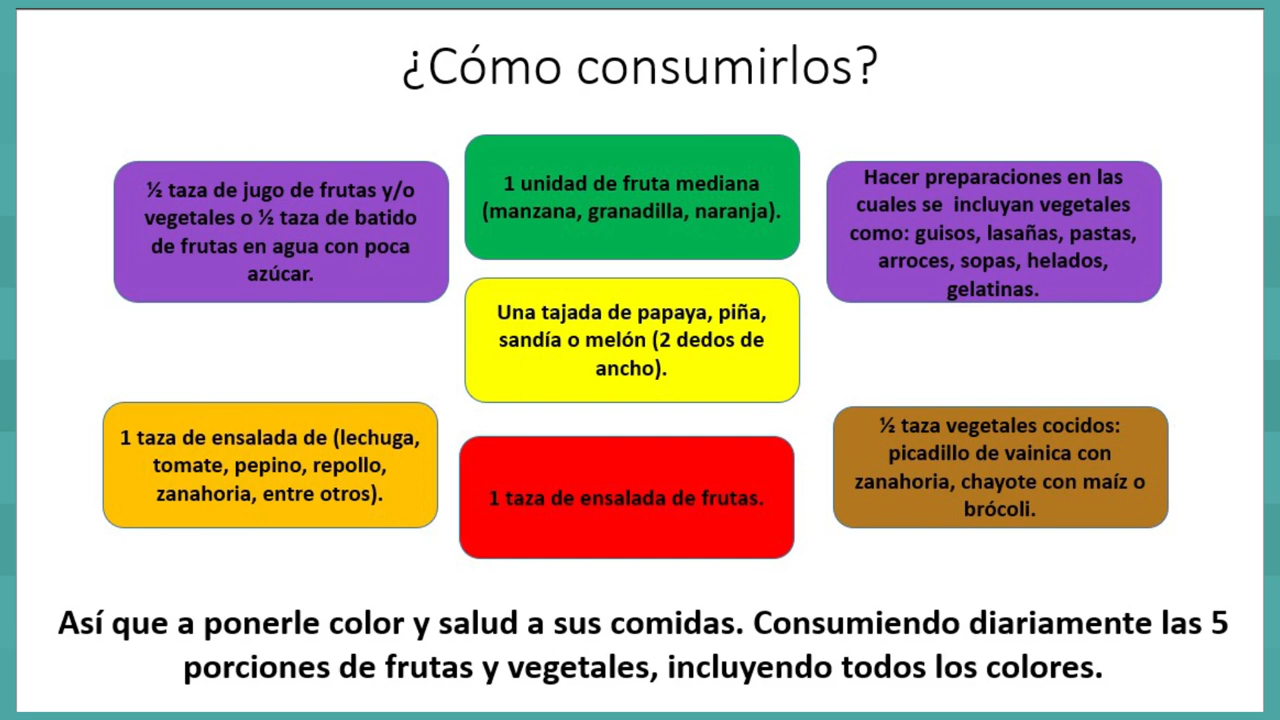 ¿Cómo consumirlos?
½ taza de jugo de frutas y/o
vegetales o ½ taza de batido
de frutas en agua con poca
azúcar.
1 unidad de fruta mediana
(manzana, granadilla, naranja).
Hacer preparaciones en las
cuales se  incluyan vegetales
como: guisos, lasañas, pastas,
arroces, sopas, helados,
gelatinas.
Una tajada de papaya, piña,
sandía o melón (2 dedos de
ancho).
1 taza de ensalada de (lechuga,
tomate, pepino, repollo,
zanahoria, entre otros).
1 taza de ensalada de frutas.
½ taza vegetales cocidos:
picadillo de vainica con
zanahoria, chayote con maíz o
brócoli.
Así que a ponerle color y salud a sus comidas. Consumiendo diariamente las 5
porciones de frutas y vegetales, incluyendo todos los colores.